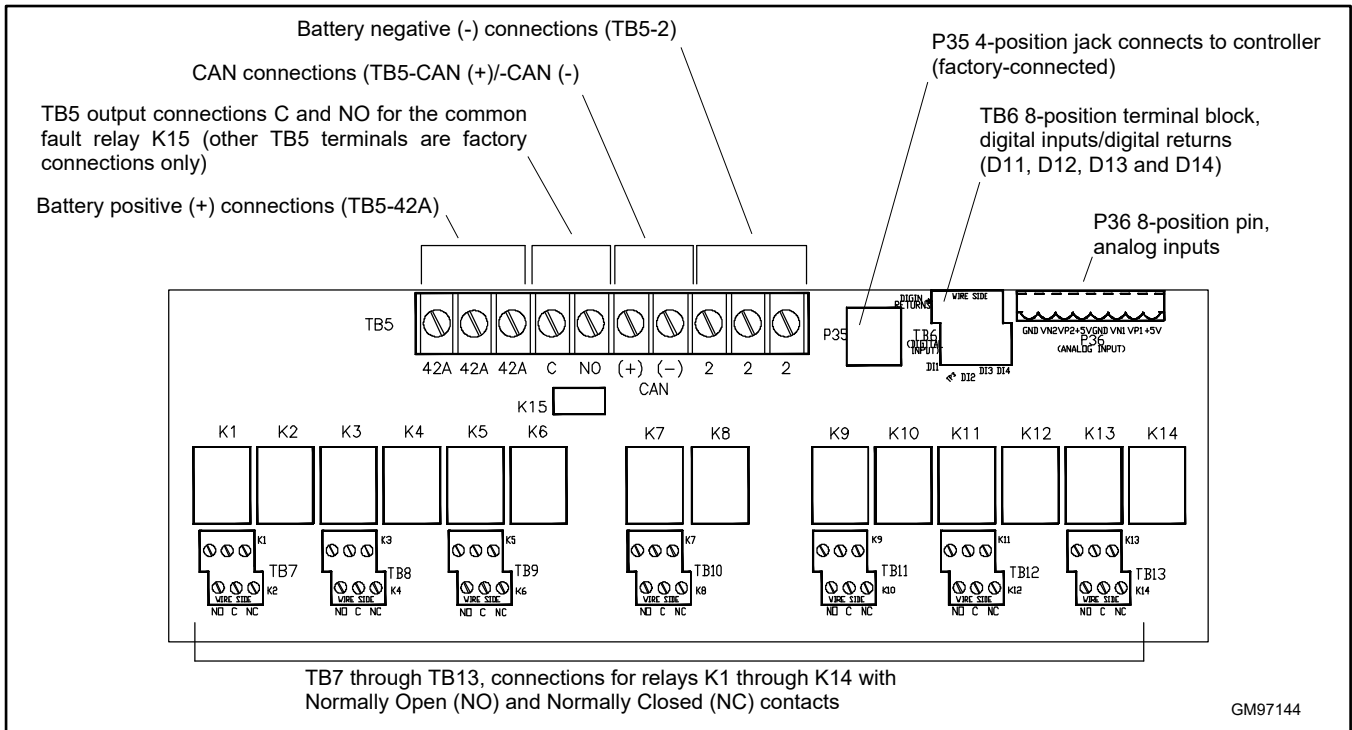 Battery negative (-) connections (TB5-2)
CAN connections (TB5-CAN (+)/-CAN (-)
TB5 output connections C and NO for the common
fault relay K15 (other TB5 terminals are factory
connections only)
Battery positive (+) connections (TB5-42A)
P35 4-position jack connects to controller
(factory-connected)
TB6 8-position terminal block,
digital inputs/digital returns
(D11, D12, D13 and D14)
P36 8-position pin,
analog inputs
TB5
42A 42A 42A C NO (+) (-) 2 2 2
CAN
P35
DIGIN
RETURNS
WIRE SIDE
TB6
(DIGITAL
INPUT)
DI1 TP3 DI2 DI3 DI4
GND VN2 VP2 +5V GND VN1 VP1 +5V
P36
(ANALOG INPUT)
K15
K1 K2 K3 K4 K5 K6 K7 K8 K9 K10 K11 K12 K13 K14
K1 K3 K5 K7 K9 K11 K13
TB7 TB8 TB9 TB10 TB11 TB12 TB13
K2 K4 K6 K8 K10 K12 K14
WIRE SIDE WIRE SIDE WIRE SIDE WIRE SIDE WIRE SIDE WIRE SIDE WIRE SIDE
NO C NC NO C NC NO C NC NO C NC NO C NC NO C NC NO C NC
TB7 through TB13, connections for relays K1 through K14 with
Normally Open (NO) and Normally Closed (NC) contacts
GM97144